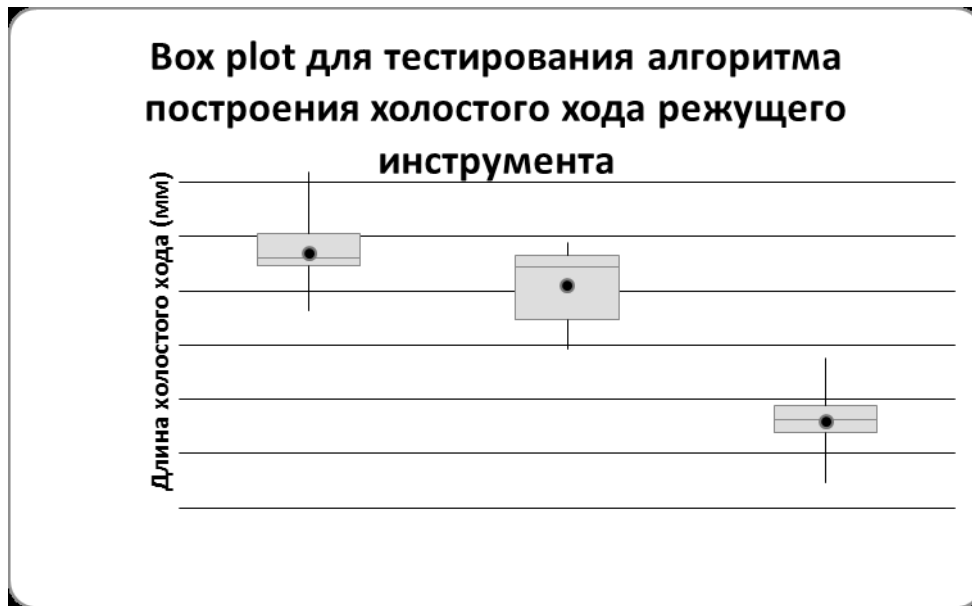 Box plot для тестирования алгоритма
построения холостого хода режущего
инструмента
Длина холостого хода (мм)